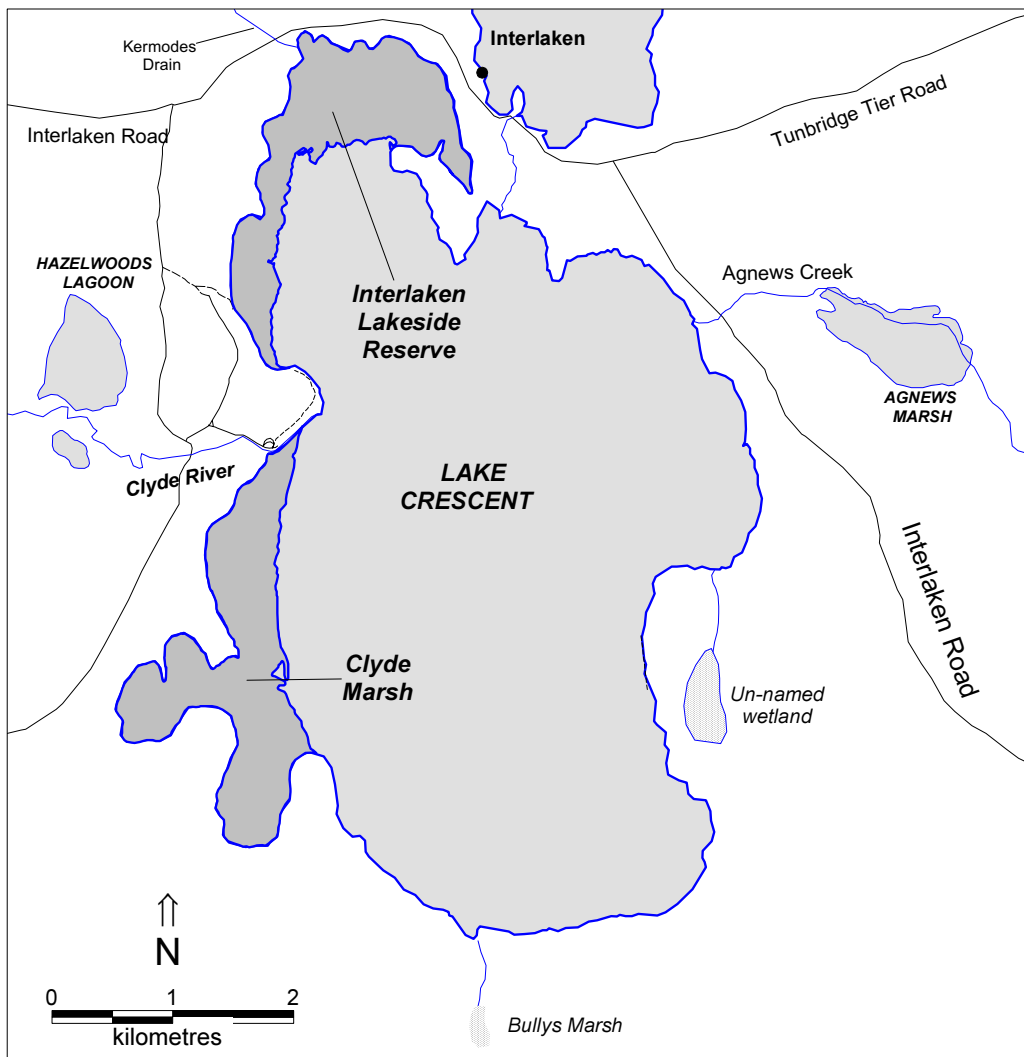 Kermodes
Drain
Interlaken
Interlaken Road
Tunbridge Tier Road
HAZELWOODS
LAGOON
Agnews Creek
Interlaken
Lakeside
Reserve
AGNEWS
MARSH
Clyde River
LAKE
CRESCENT
Interlaken Road
Clyde
Marsh
Un-named
wetland
N
0 1 2
kilometres
Bullys Marsh